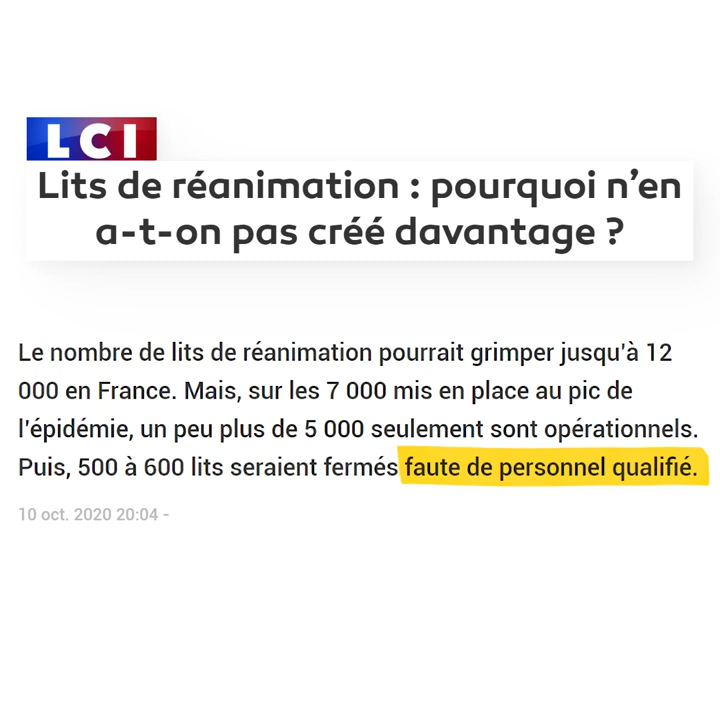 LCI
Lits de réanimation : pourquoi n’en
a-t-on pas créé davantage ?
Le nombre de lits de réanimation pourrait grimper jusqu'à 12
000 en France. Mais, sur les 7 000 mis en place au pic de
l'épidémie, un peu plus de 5 000 seulement sont opérationnels.
Puis, 500 à 600 lits seraient fermés faute de personnel qualifié.
10 oct. 2020 20:04 -